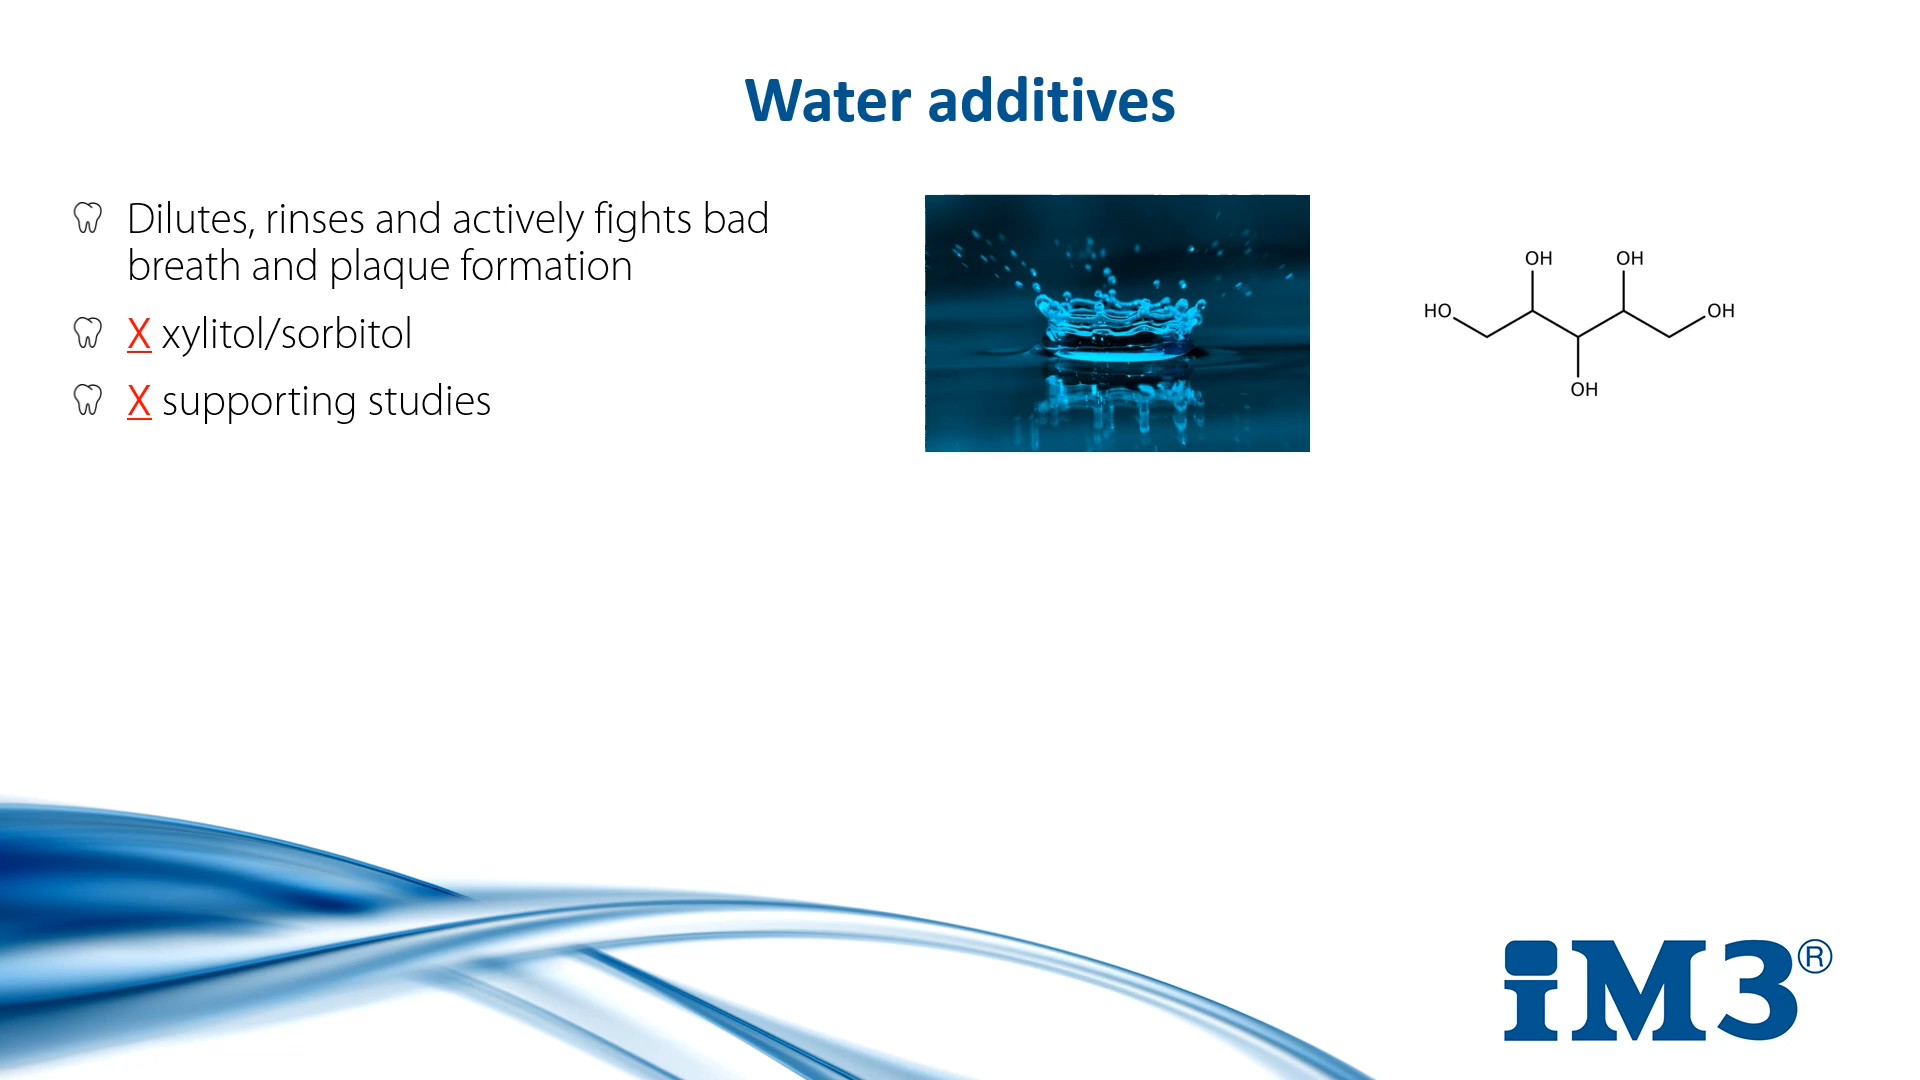 Water additives
Dilutes, rinses and actively fights bad
breath and plaque formation
X xylitol/sorbitol
X supporting studies
OH
OH
HO
OH
OH
iM3®